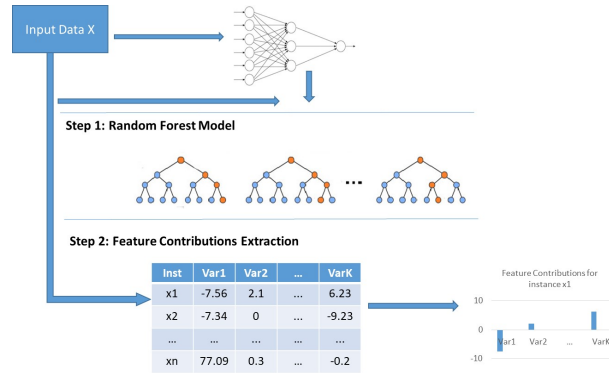 Input Data X
Step 1: Random Forest Model
...
Step 2: Feature Contributions Extraction
Inst Var1 Var2 ... VarK
x1 -7.56 2.1 ... 6.23
x2 -7.34 0 ... -9.23
... ... ... ... ...
xn 77.09 0.3 ... -0.2
Feature Contributions for
instance x1
10
0
Var1 Var2 ... VarK
-10